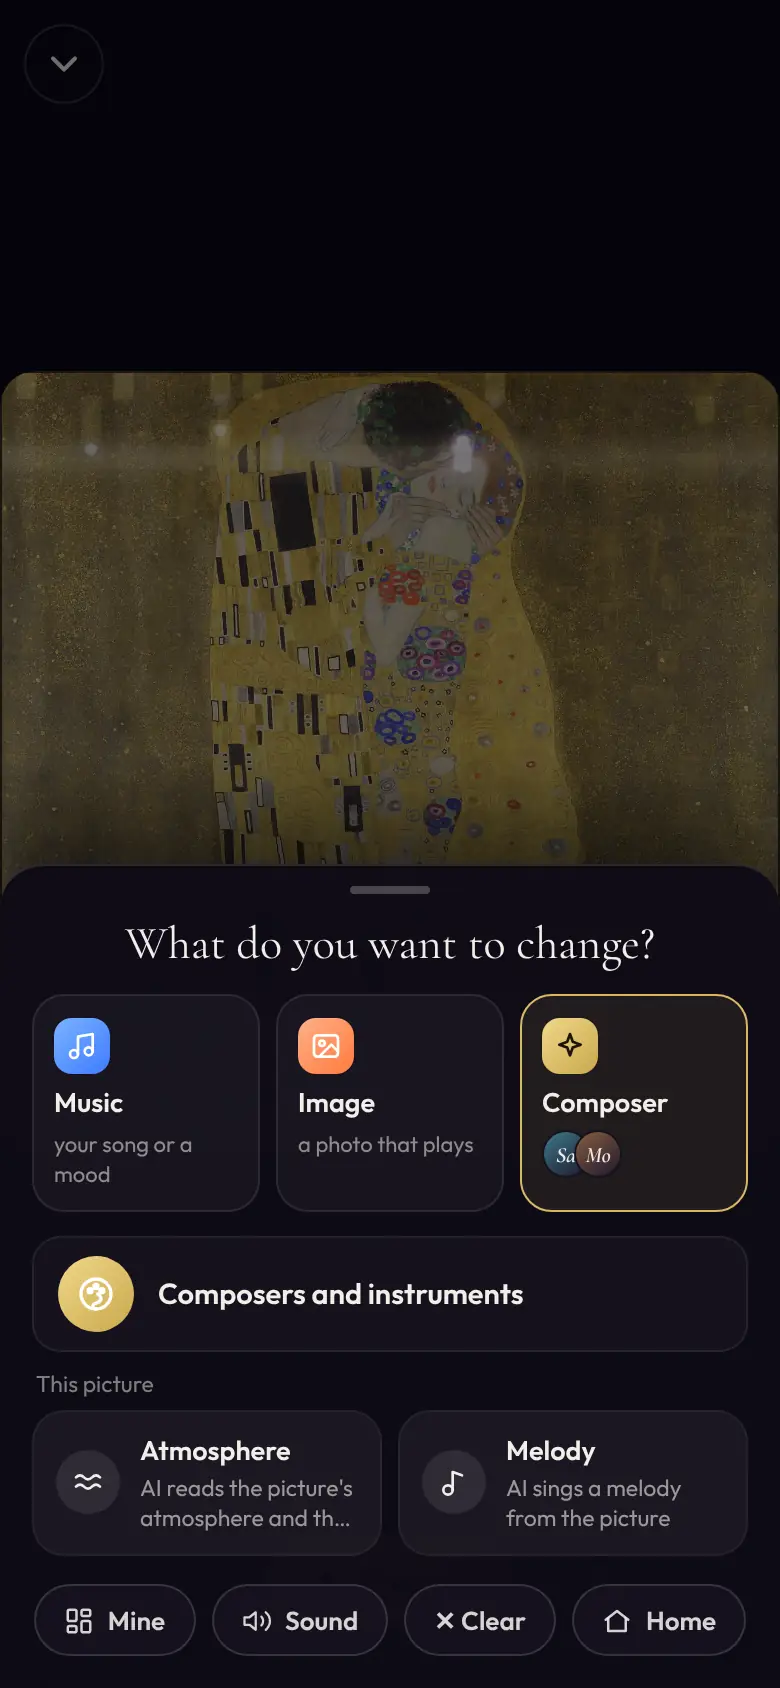 What do you want to change?
Music
your song or a
mood
Image
a photo that plays
Composer
Sa Mo
Composers and instruments
This picture
Atmosphere
AI reads the picture's
atmosphere and th...
Melody
AI sings a melody
from the picture
Mine
Sound
✕ Clear
Home